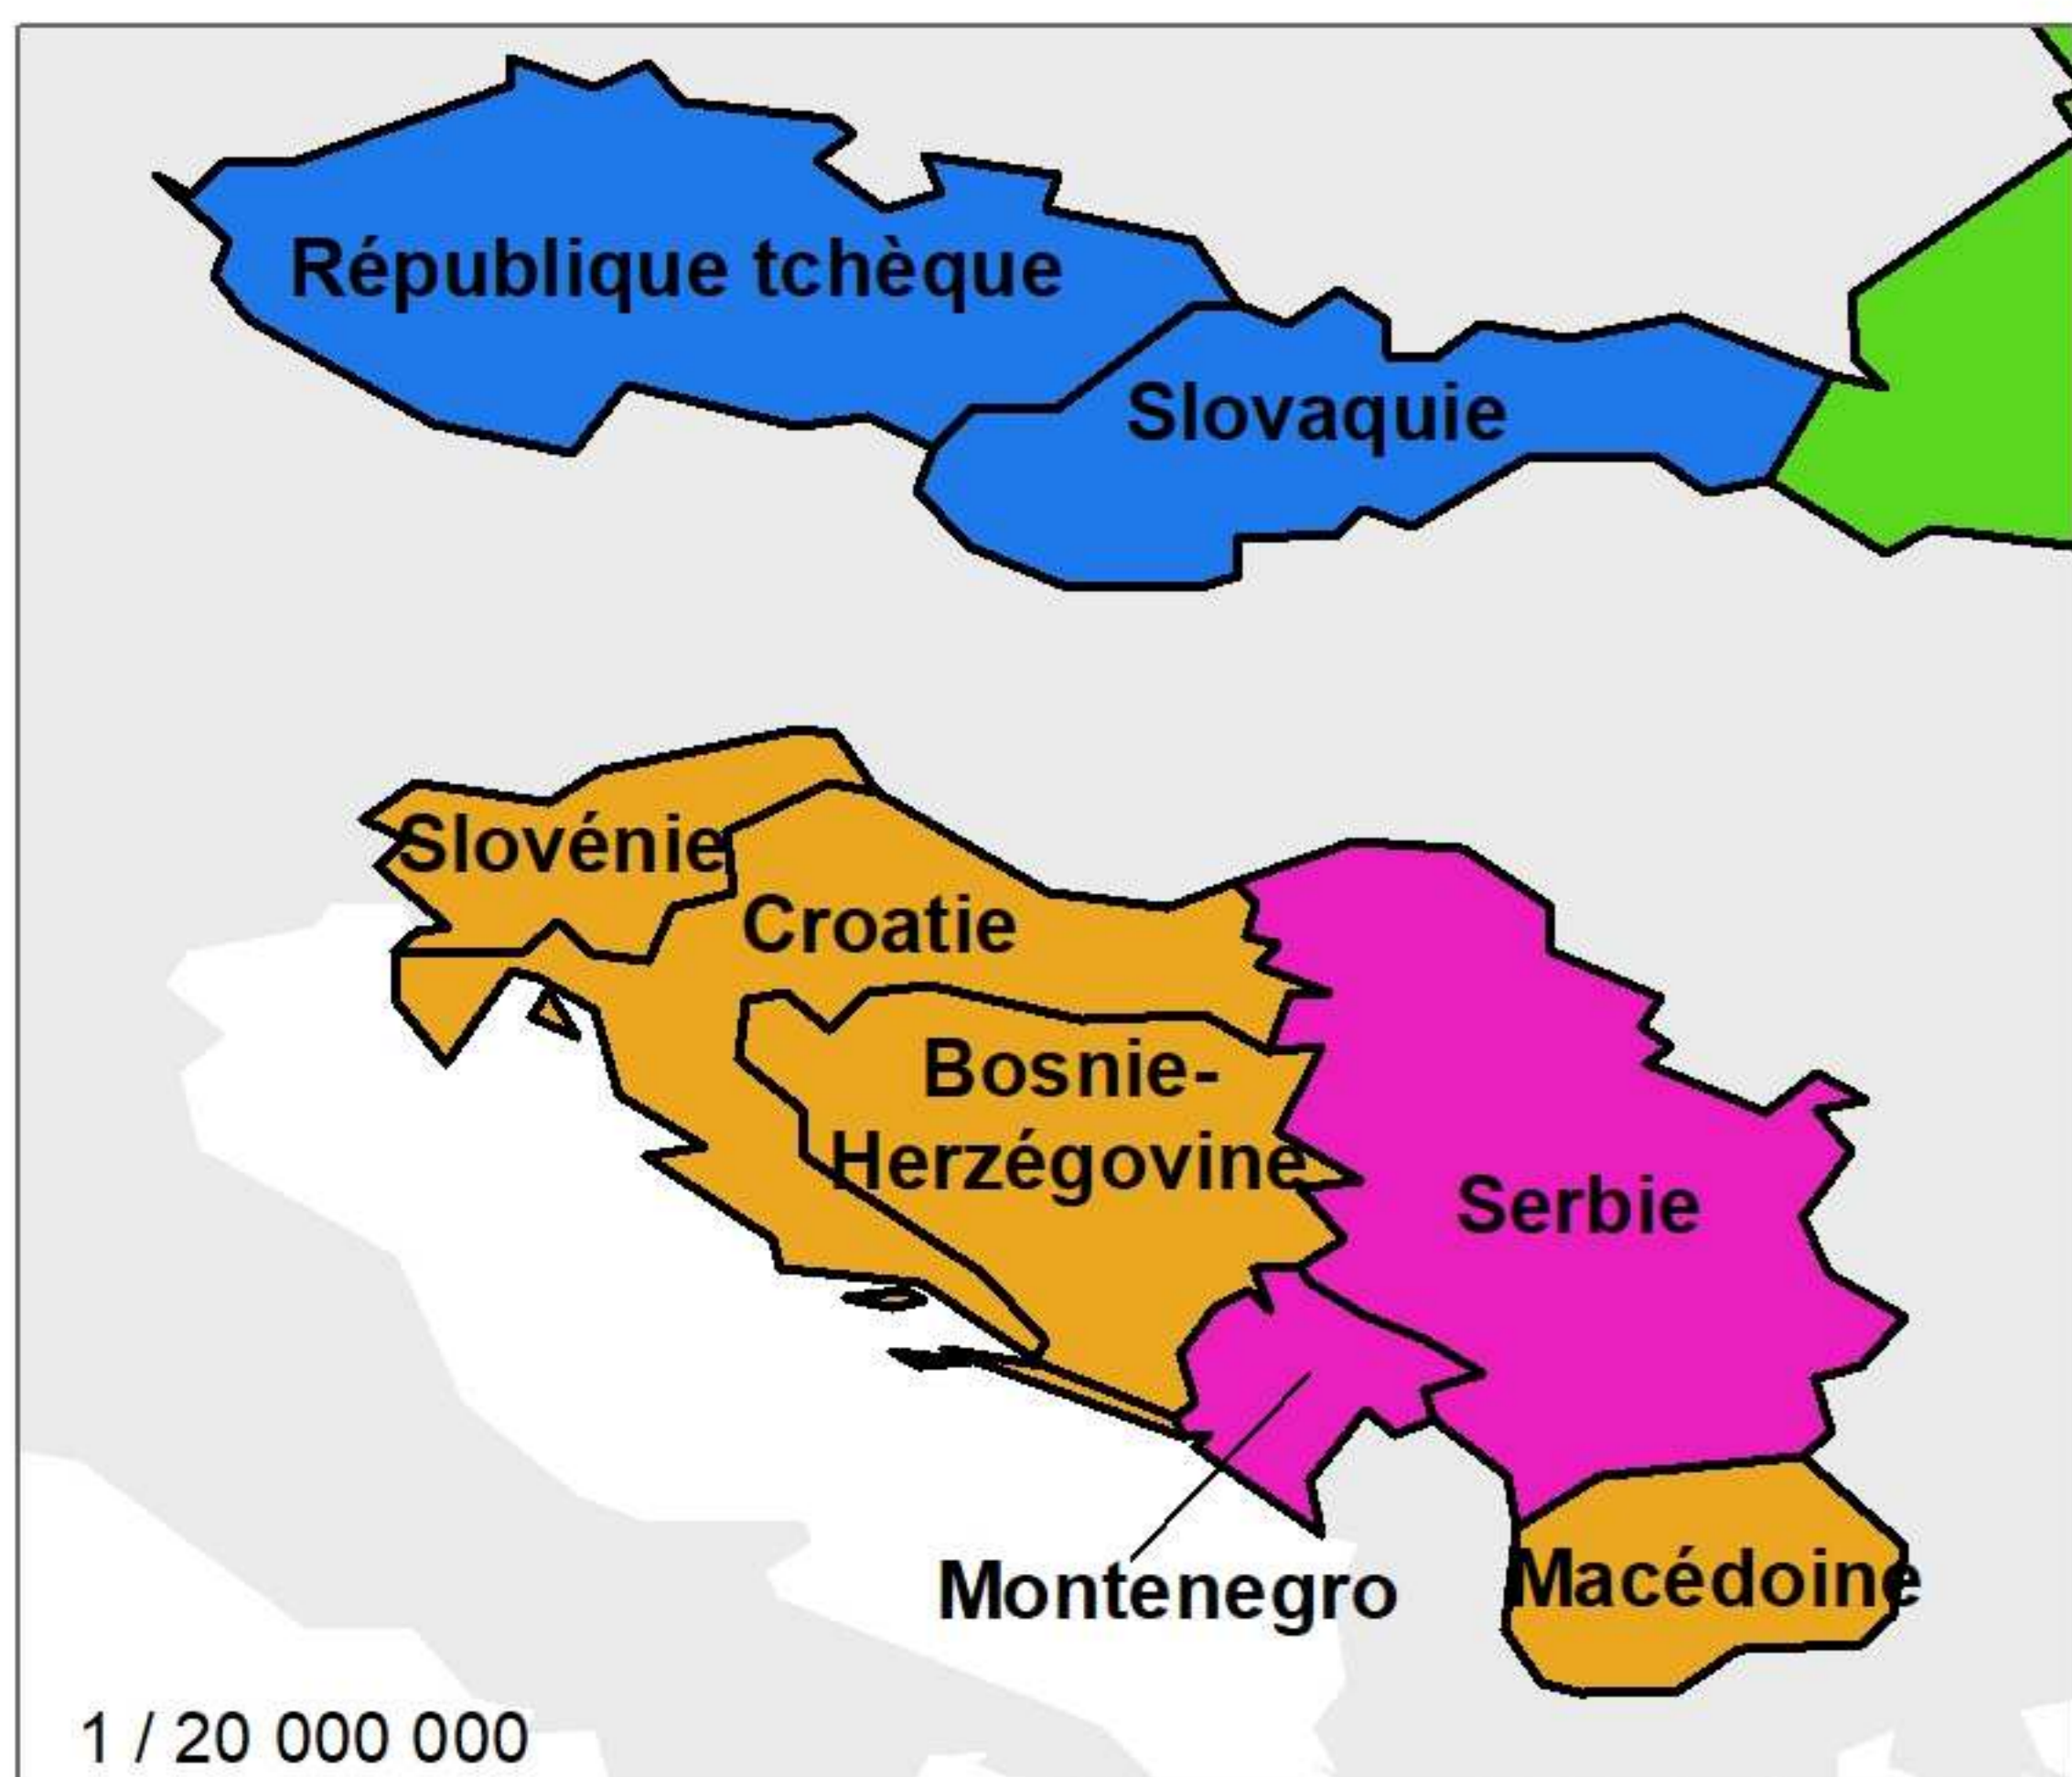 République tchèque
Slovaquie
Slovénie
Croatie
Bosnie-
Herzégovine
Serbie
Montenegro
Macédoine
1 / 20 000 000